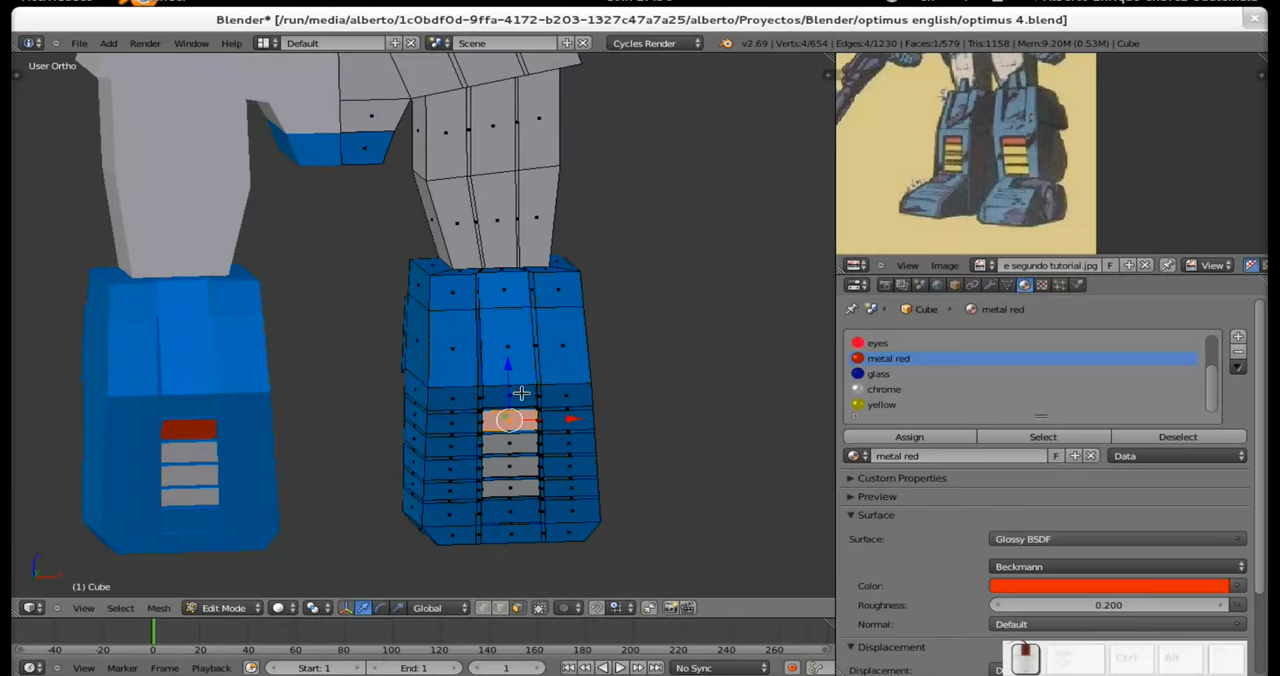 Blender* [/run/media/alberto/1c0bdf0d-9ffa-4172-b203-1327c47a7a25/alberto/Proyectos/Blender/optimus english/optimus 4.blend]
File Add Render Window Help Default Scene Cycles Render v2.69 | Verts:4/654 | Edges:4/1230 | Faces:1/579 | Tris:1158 | Mem:9.20M (0.53M) | Cube
User Ortho
View Image e segundo tutorial.jpg F View
Cube metal red
eyes
metal red
glass
chrome
yellow
Assign Select Deselect
metal red F Data
Custom Properties
Preview
Surface
Surface: Glossy BSDF
Beckmann
Color:
Roughness: 0.200
Normal: Default
Displacement
Displacement:
(1) Cube
View Select Mesh Edit Mode Global
-40 -20 0 20 40 60 80 100 120 140 160 180 200 220 240 260
View Marker Frame Playback Start: 1 End: 1 1 No Sync
Ctrl Alt